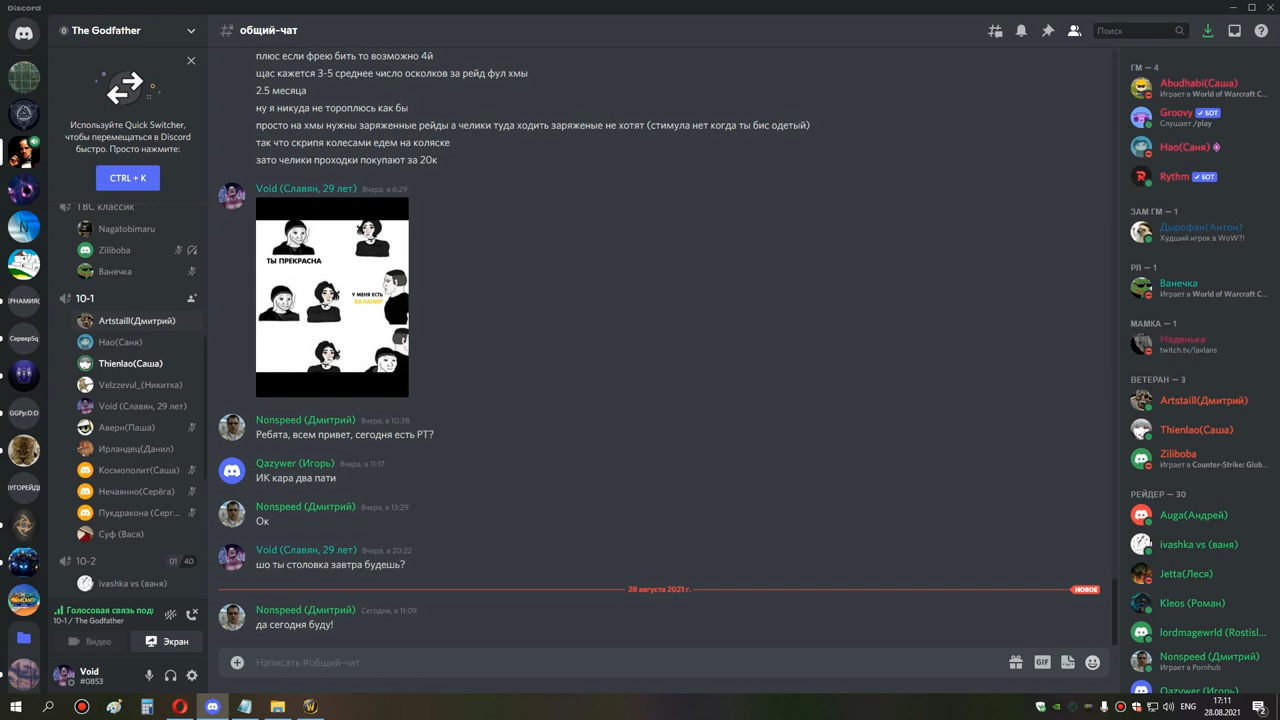 Discord
The Godfather
общий-чат
Поиск
Используйте Quick Switcher,
чтобы перемещаться в Discord
быстро. Просто нажмите:
CTRL + K
ТВС классик
Nagatobimaru
Ziliboba
Ванечка
10-1
Artstaill(Дмитрий)
Нао(Саня)
Thienlao(Саша)
Velzzevul_(Никитка)
Void (Славян, 29 лет)
Аверн(Паша)
Ирландец(Данил)
Космополит(Саша)
Нечаянно(Серёга)
Пукдракона (Серг...
Суф (Вася)
10-2
01 40
ivashka vs (ваня)
Голосовая связь под
10-1 / The Godfather
Видео
Экран
Void
#0853
РНАМИЯ(
Сервер5q
GGPp:D:D
УГОРЕЙДЬ
плюс если фрею бить то возможно 4й
щас кажется 3-5 среднее число осколков за рейд фул хмы
2.5 месяца
ну я никуда не тороплюсь как бы
просто на хмы нужны заряженные рейды а чилики туда ходить заряженые не хотят (стимула нет когда ты бис одетый)
так что скрипя колесами едем на коляске
зато челики проходки покупают за 20к
Void (Славян, 29 лет) Вчера, в 6:29
ТЫ ПРЕКРАСНА
У МЕНЯ ЕСТЬ
ВАЛАНИР
Nonspeed (Дмитрий) Вчера, в 10:38
Ребята, всем привет, сегодня есть РТ?
Qazywer (Игорь) Вчера, в 11:17
ИК кара два пати
Nonspeed (Дмитрий) Вчера, в 13:29
Ок
Void (Славян, 29 лет) Вчера, в 20:22
шо ты столовка завтра будешь?
28 августа 2021 г.
НОВОЕ
Nonspeed (Дмитрий) Сегодня, в 11:09
да сегодня буду!
Написать #общий-чат
GIF
ГМ — 4
Abudhabi(Саша)
Играет в World of Warcraft C...
Groovy БОТ
Слушает /play
Нао(Саня)
Rythm БОТ
ЗАМ ГМ — 1
Дырофан(Антон)
Худший игрок в WoW?!
РЛ — 1
Ванечка
Играет в World of Warcraft C...
МАМКА — 1
Наденька
twitch.tv/lavlans
ВЕТЕРАН — 3
Artstaill(Дмитрий)
Thienlao(Саша)
Ziliboba
Играет в Counter-Strike: Glob...
РЕЙДЕР — 30
Auga(Андрей)
ivashka vs (ваня)
Jetta(Леся)
Kleos (Роман)
lordmagewrld (Rostisl...
Nonspeed (Дмитрий)
Играет в Pornhub
Qazywer (Игорь)
ENG
17:11
28.08.2021
2